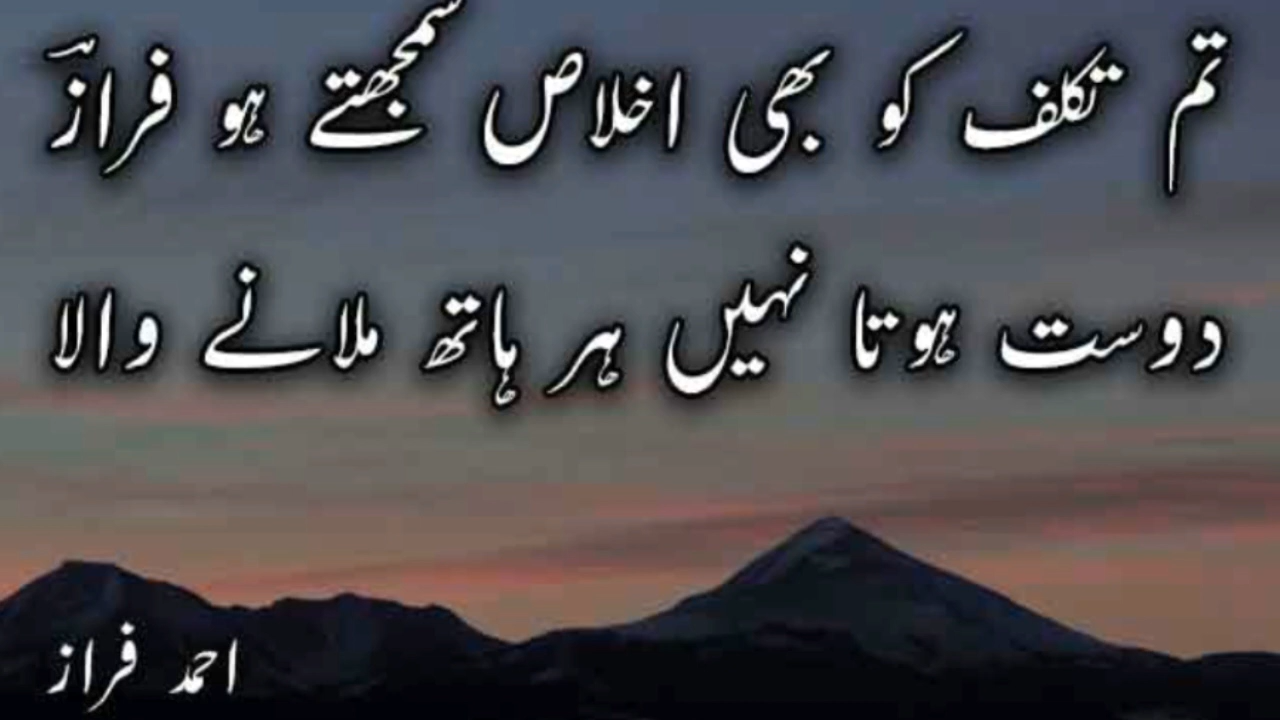 تم تکلف کو بھی اخلاص سمجھتے ہو فرازؔ
دوست ہوتا نہیں ہر ہاتھ ملانے والا
احمد فراز